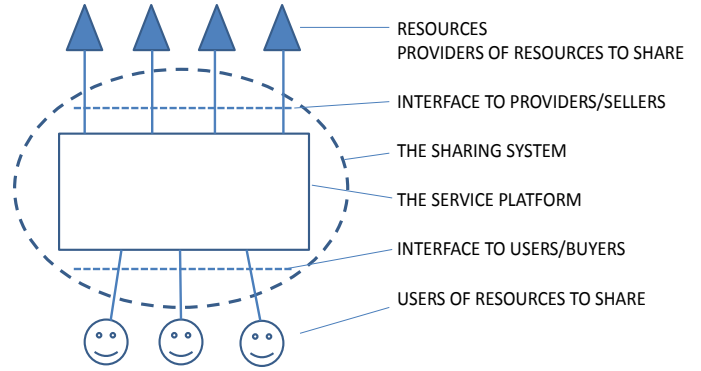 RESOURCES
PROVIDERS OF RESOURCES TO SHARE
INTERFACE TO PROVIDERS/SELLERS
THE SHARING SYSTEM
THE SERVICE PLATFORM
INTERFACE TO USERS/BUYERS
USERS OF RESOURCES TO SHARE